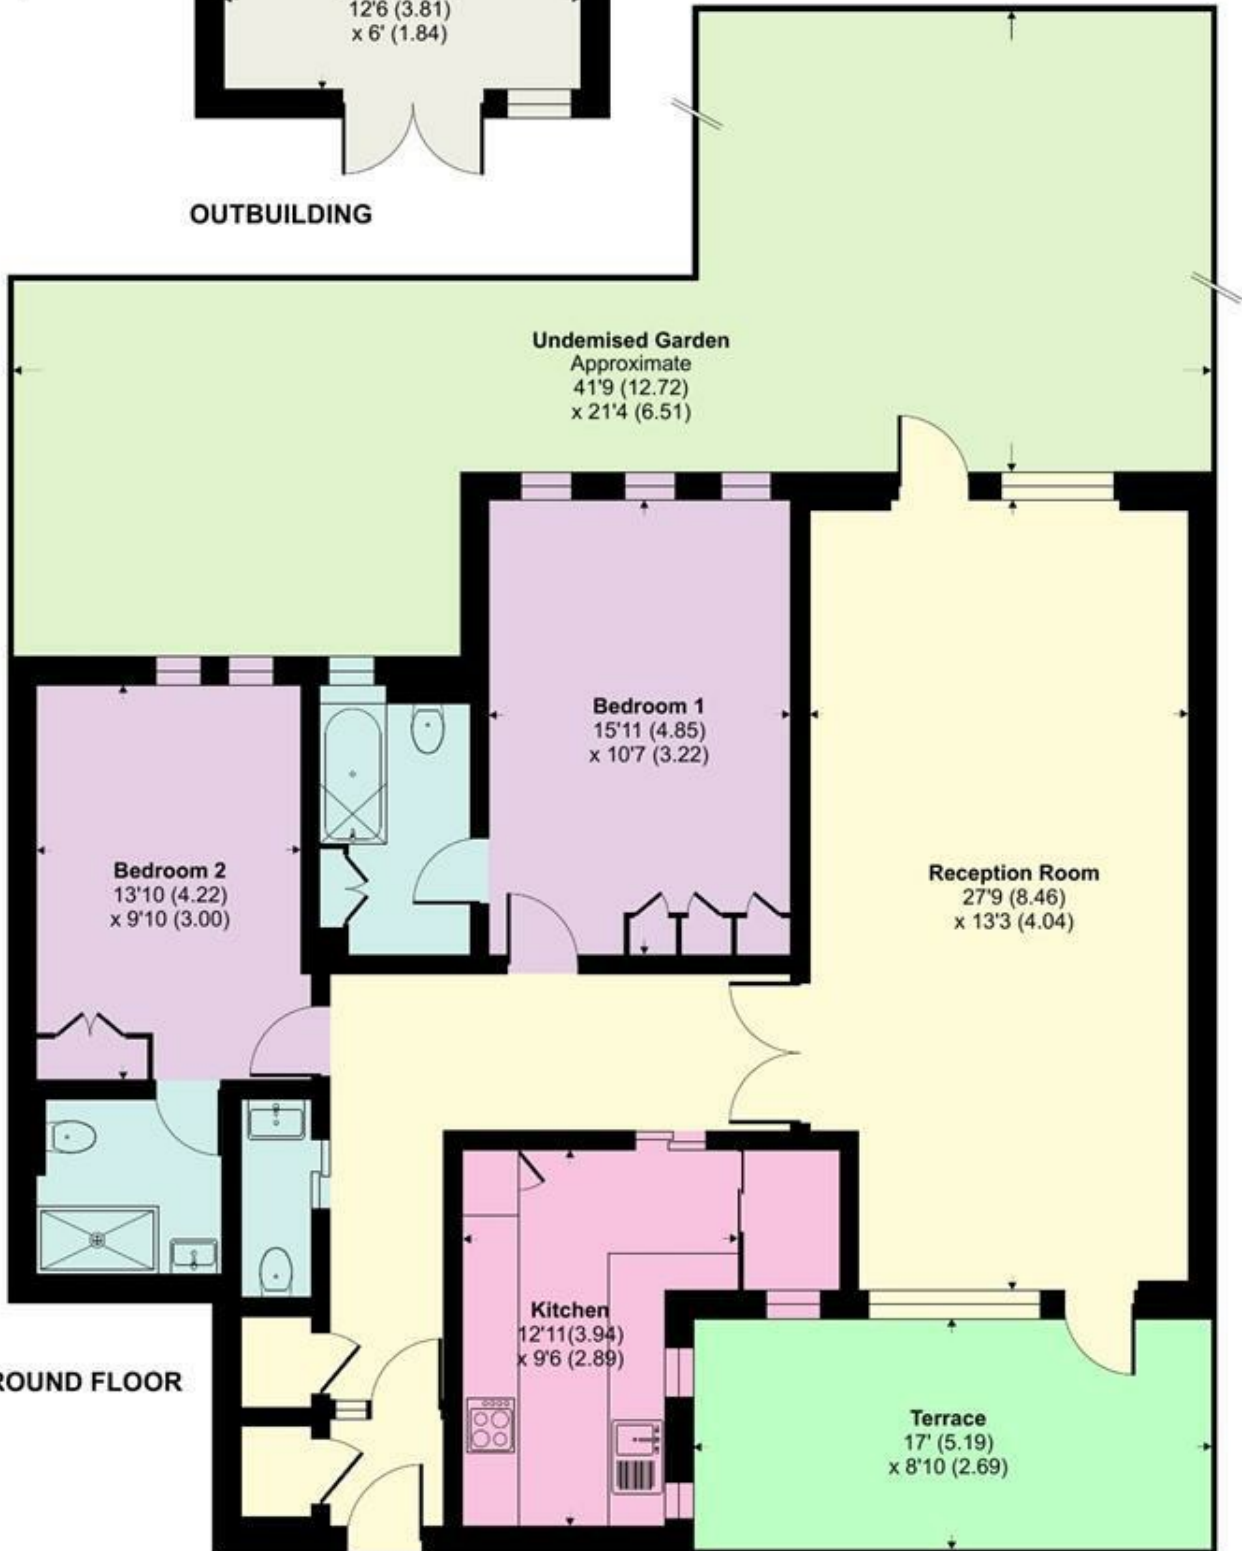 12'6 (3.81)
x 6' (1.84)
OUTBUILDING
Undemised Garden
Approximate
41'9 (12.72)
x 21'4 (6.51)
Bedroom 1
15'11 (4.85)
x 10'7 (3.22)
Bedroom 2
13'10 (4.22)
x 9'10 (3.00)
Reception Room
27'9 (8.46)
x 13'3 (4.04)
Kitchen
12'11(3.94)
x 9'6 (2.89)
ROUND FLOOR
Terrace
17' (5.19)
x 8'10 (2.69)